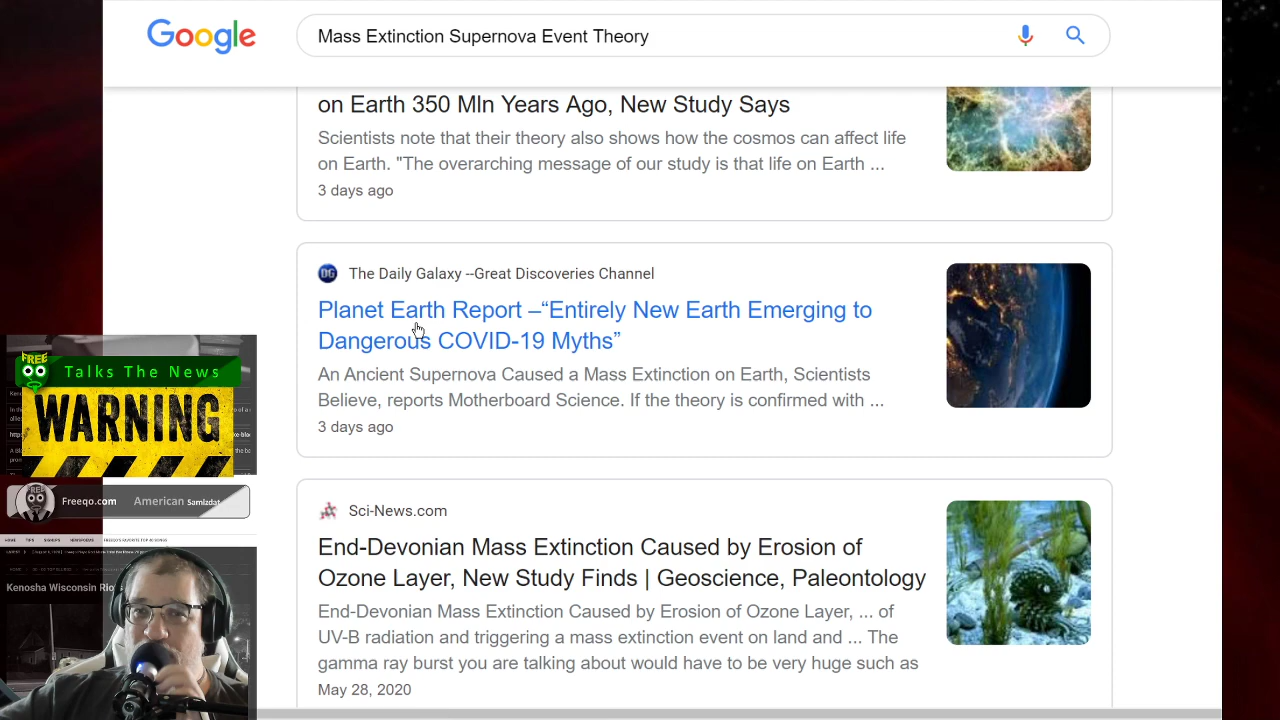 Google
Mass Extinction Supernova Event Theory
on Earth 350 Mln Years Ago, New Study Says
Scientists note that their theory also shows how the cosmos can affect life
on Earth. "The overarching message of our study is that life on Earth ...
3 days ago
DG The Daily Galaxy --Great Discoveries Channel
Planet Earth Report –“Entirely New Earth Emerging to
Dangerous COVID-19 Myths”
An Ancient Supernova Caused a Mass Extinction on Earth, Scientists
Believe, reports Motherboard Science. If the theory is confirmed with ...
3 days ago
Sci-News.com
End-Devonian Mass Extinction Caused by Erosion of
Ozone Layer, New Study Finds | Geoscience, Paleontology
End-Devonian Mass Extinction Caused by Erosion of Ozone Layer, ... of
UV-B radiation and triggering a mass extinction event on land and ... The
gamma ray burst you are talking about would have to be very huge such as
May 28, 2020
FREE
Talks The News
WARNING
FREE
Freeqo.com American Samizdat
HOME TIPS
Kenosha Wisconsin Rio